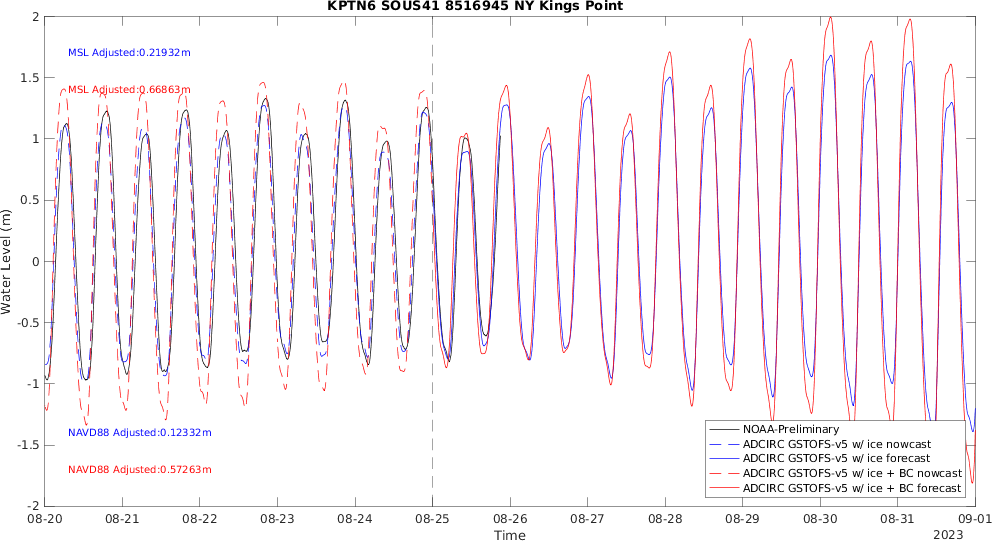 KPTN6 SOUS41 8516945 NY Kings Point
Water Level (m)
2
1.5
1
0.5
0
-0.5
-1
-1.5
-2
MSL Adjusted:0.21932m
MSL Adjusted:0.66863m
NAVD88 Adjusted:0.12332m
NAVD88 Adjusted:0.57263m
NOAA-Preliminary
ADCIRC GSTOFS-v5 w/ ice nowcast
ADCIRC GSTOFS-v5 w/ ice forecast
ADCIRC GSTOFS-v5 w/ ice + BC nowcast
ADCIRC GSTOFS-v5 w/ ice + BC forecast
08-20 08-21 08-22 08-23 08-24 08-25 08-26 08-27 08-28 08-29 08-30 08-31 09-01
Time
2023